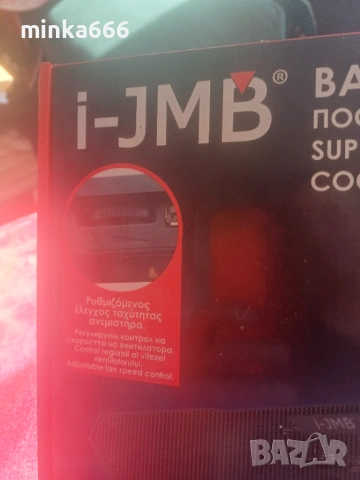 minka666
i-JMB®
BA
ПОС
SUP
COO
Ρυθμιζόμενος
έλεγχος ταχύτητας
ανεμιστήρα.
Регулируем контрол на
скоростта на вентилатора.
Control reglabil al vitezei
ventilatorului.
Adjustable fan speed control.
i-JMB
BAZAR